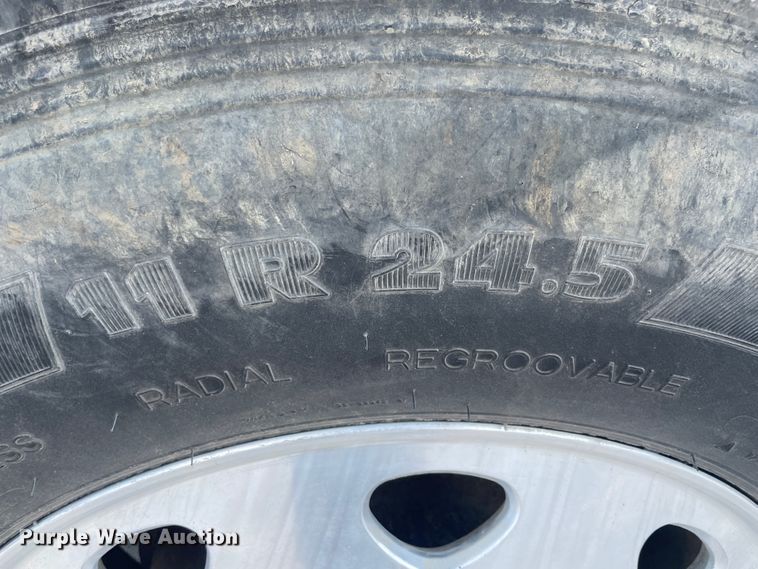 11 R 24.5
RADIAL REGROOVABLE
Purple Wave Auction